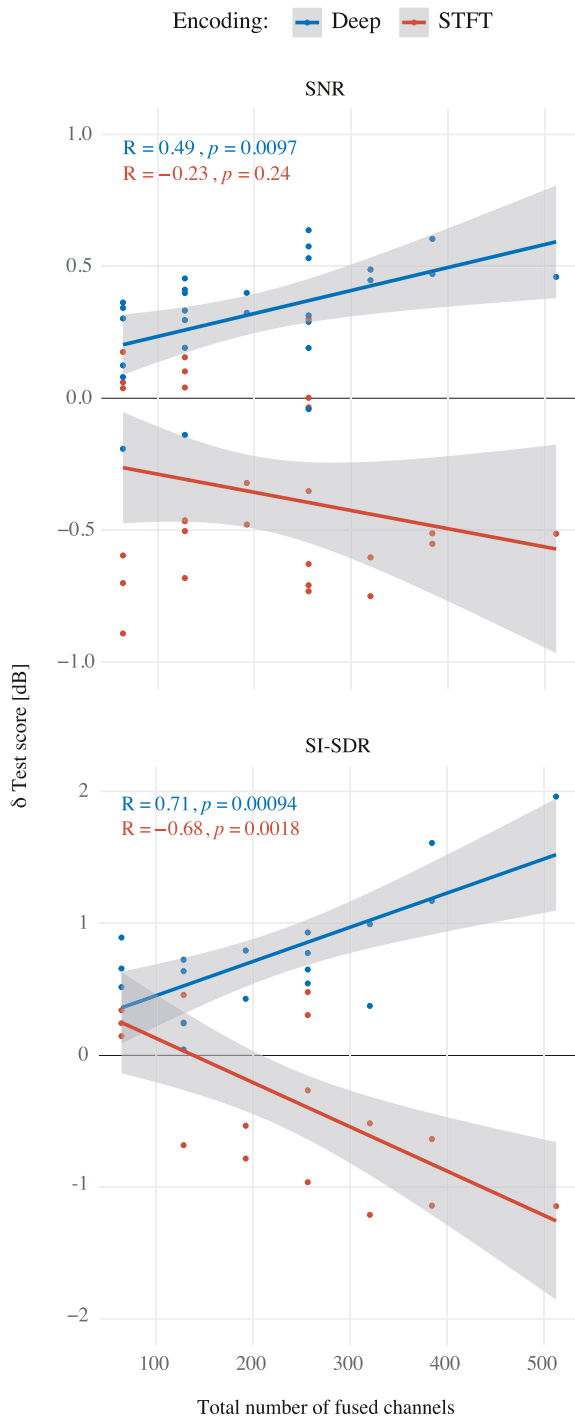 Encoding: Deep STFT
SNR
1.0
R = 0.49 , p = 0.0097
R = −0.23 , p = 0.24
0.5
0.0
−0.5
−1.0
δ Test score [dB]
SI-SDR
2
R = 0.71 , p = 0.00094
R = −0.68 , p = 0.0018
1
0
-1
−2
100 200 300 400 500
Total number of fused channels